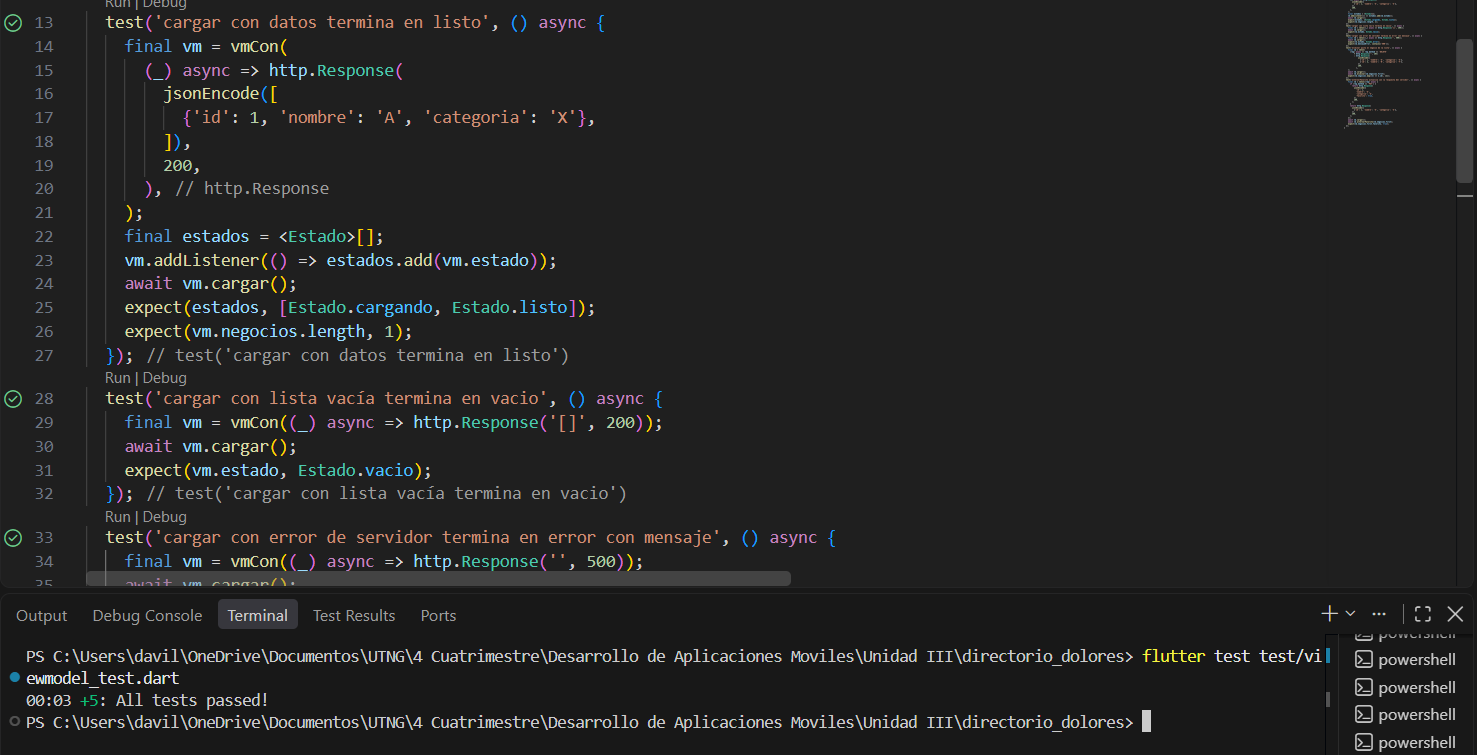 Run | Debug
13 test('cargar con datos termina en listo', () async {
14 final vm = vmCon(
15 (_) async => http.Response(
16 jsonEncode([
17 {'id': 1, 'nombre': 'A', 'categoria': 'X'},
18 ]),
19 200,
20 ), // http.Response
21 );
22 final estados = <Estado>[];
23 vm.addListener(() => estados.add(vm.estado));
24 await vm.cargar();
25 expect(estados, [Estado.cargando, Estado.listo]);
26 expect(vm.negocios.length, 1);
27 }); // test('cargar con datos termina en listo')
Run | Debug
28 test('cargar con lista vacía termina en vacio', () async {
29 final vm = vmCon((_) async => http.Response('[]', 200));
30 await vm.cargar();
31 expect(vm.estado, Estado.vacio);
32 }); // test('cargar con lista vacía termina en vacio')
Run | Debug
33 test('cargar con error de servidor termina en error con mensaje', () async {
34 final vm = vmCon((_) async => http.Response('', 500));
35 await vm.cargar();
Output Debug Console Terminal Test Results Ports
PS C:\Users\davil\OneDrive\Documentos\UTNG\4 Cuatrimestre\Desarrollo de Aplicaciones Moviles\Unidad III\directorio_dolores> flutter test test/vi
ewmodel_test.dart
00:03 +5: All tests passed!
PS C:\Users\davil\OneDrive\Documentos\UTNG\4 Cuatrimestre\Desarrollo de Aplicaciones Moviles\Unidad III\directorio_dolores>
powershell
powershell
powershell
powershell
powershell